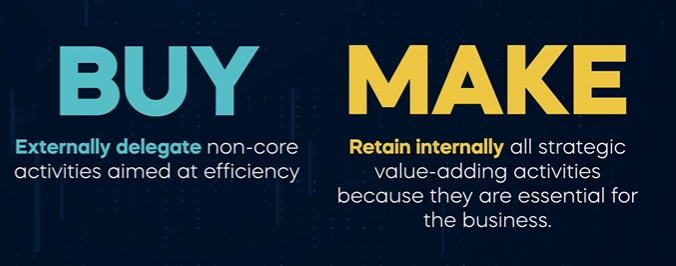 BUY
Externally delegate non-core
activities aimed at efficiency
MAKE
Retain internally all strategic
value-adding activities
because they are essential for
the business.